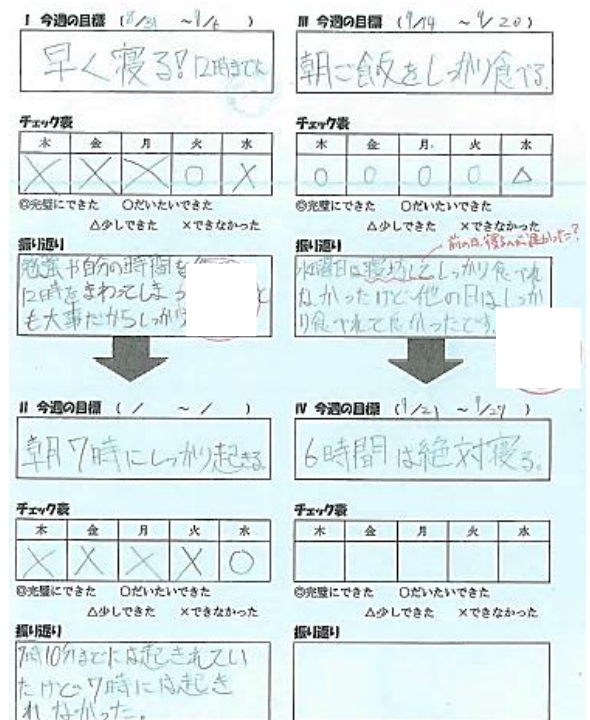 I 今週の目標 (8/31 ~9/6 )
早く寝る!12時までに
チェック表
木 金 月 火 水
× × × ○ ×
◎完璧にできた ○だいたいできた
△少しできた ×できなかった
振り返り
や自分の時間を
12時をまわってしまっ
も大事だからしっかり
II 今週の目標 ( / ~ / )
朝7時にしっかり起きる
チェック表
木 金 月 火 水
× × × × ○
◎完璧にできた ○だいたいできた
△少しできた ×できなかった
振り返り
7時10分までには起きれてい
たけど7時には起き
れなかった。
III 今週の目標 (9/14 ~9/20)
朝ご飯をしっかり食べる。
チェック表
木 金 月 火 水
○ ○ ○ ○ △
◎完璧にできた ○だいたいできた
△少しできた ×できなかった
振り返り
前の日、寝るのが遅かった?
水曜日は寝坊してしっかり食べれ
なかったけど他の日はしっか
り食べれて良かったです。
IV 今週の目標 (9/21 ~9/27 )
6時間は絶対寝る。
チェック表
木 金 月 火 水
◎完璧にできた ○だいたいできた
△少しできた ×できなかった
振り返り